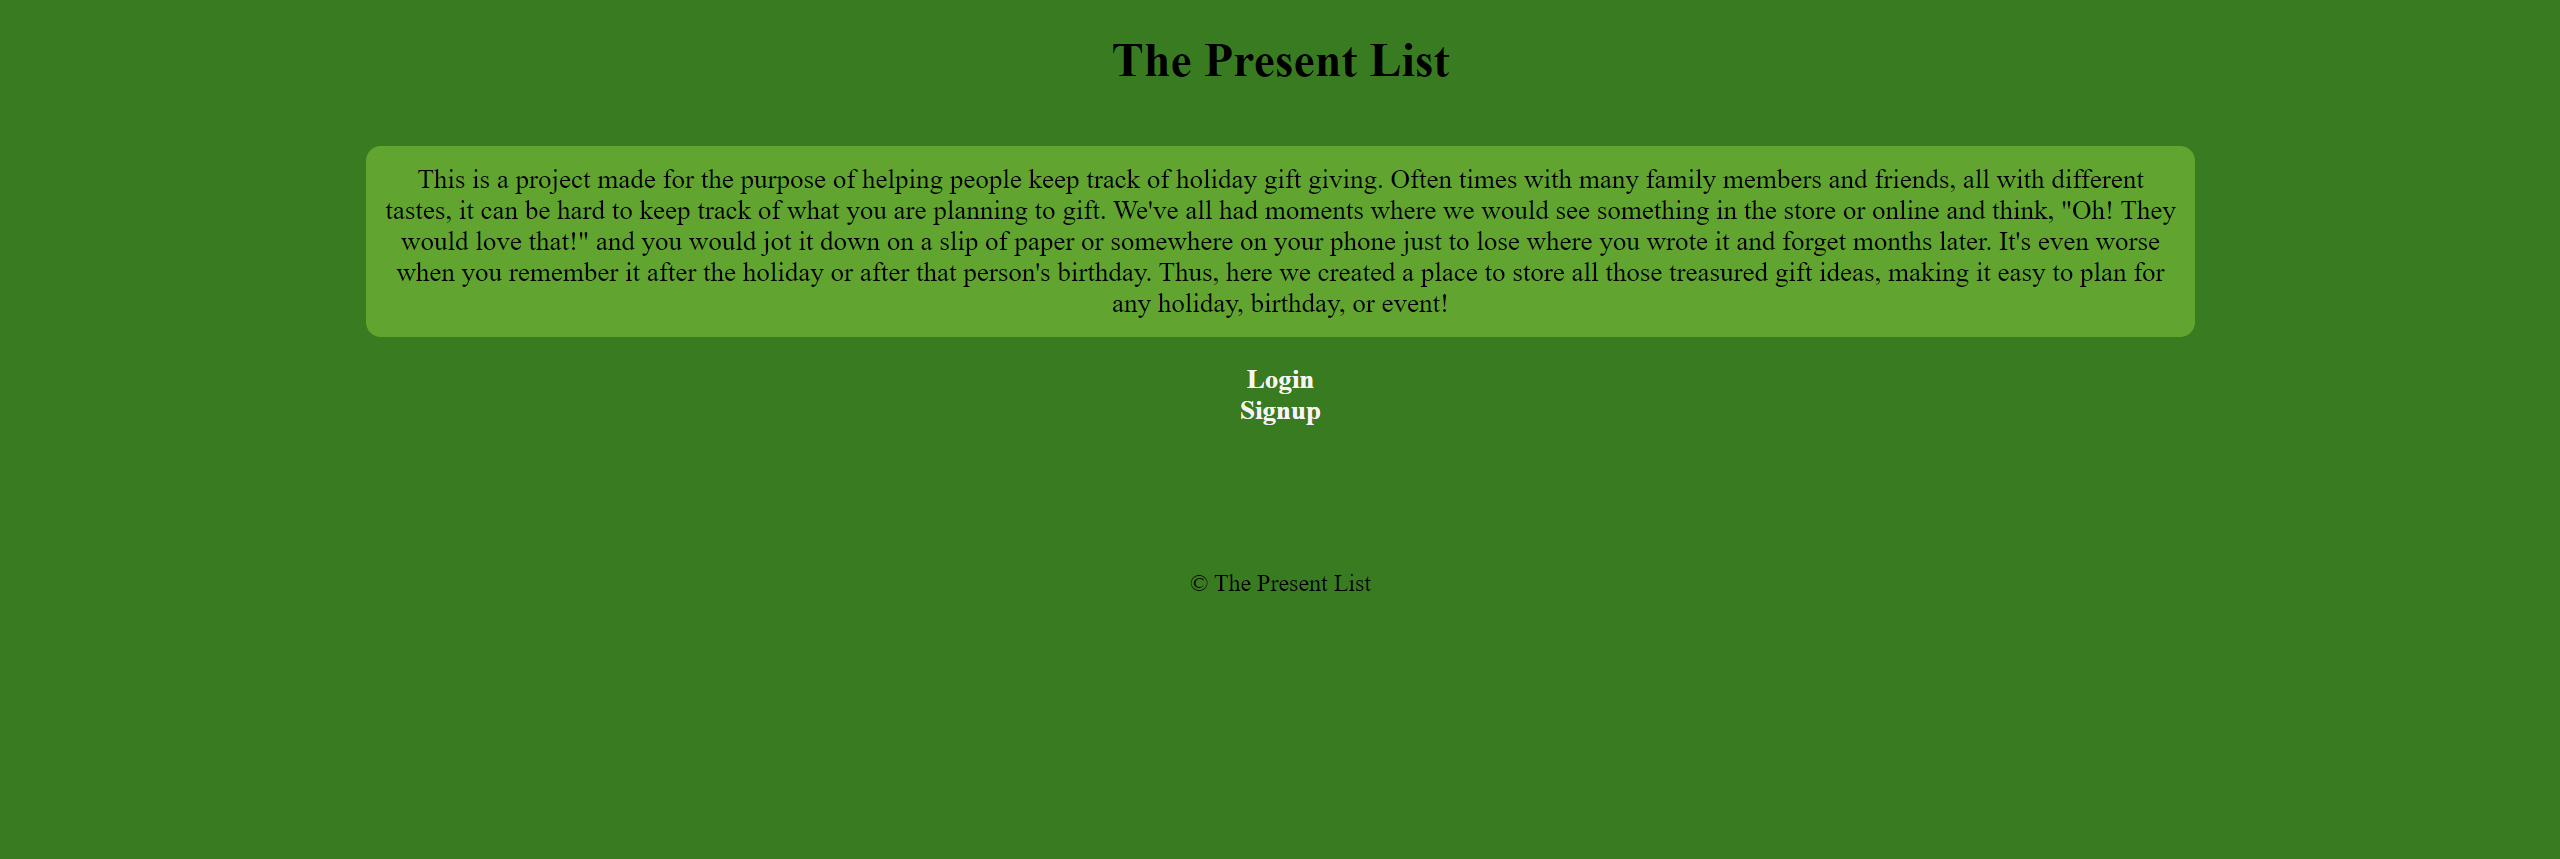 The Present List
This is a project made for the purpose of helping people keep track of holiday gift giving. Often times with many family members and friends, all with different
tastes, it can be hard to keep track of what you are planning to gift. We've all had moments where we would see something in the store or online and think, "Oh! They
would love that!" and you would jot it down on a slip of paper or somewhere on your phone just to lose where you wrote it and forget months later. It's even worse
when you remember it after the holiday or after that person's birthday. Thus, here we created a place to store all those treasured gift ideas, making it easy to plan for
any holiday, birthday, or event!
Login
Signup
© The Present List